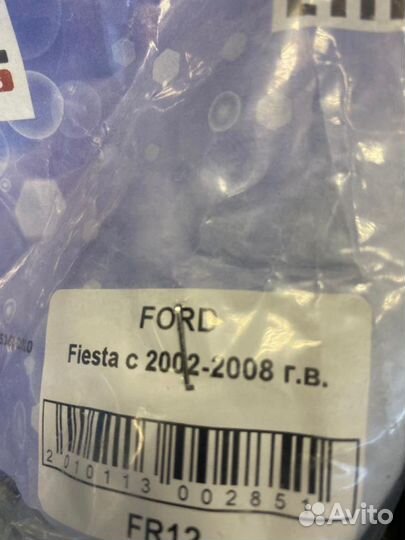 FORD
Fiesta с 2002-2008 г.в.
2 010113 002851
FR12
Avito